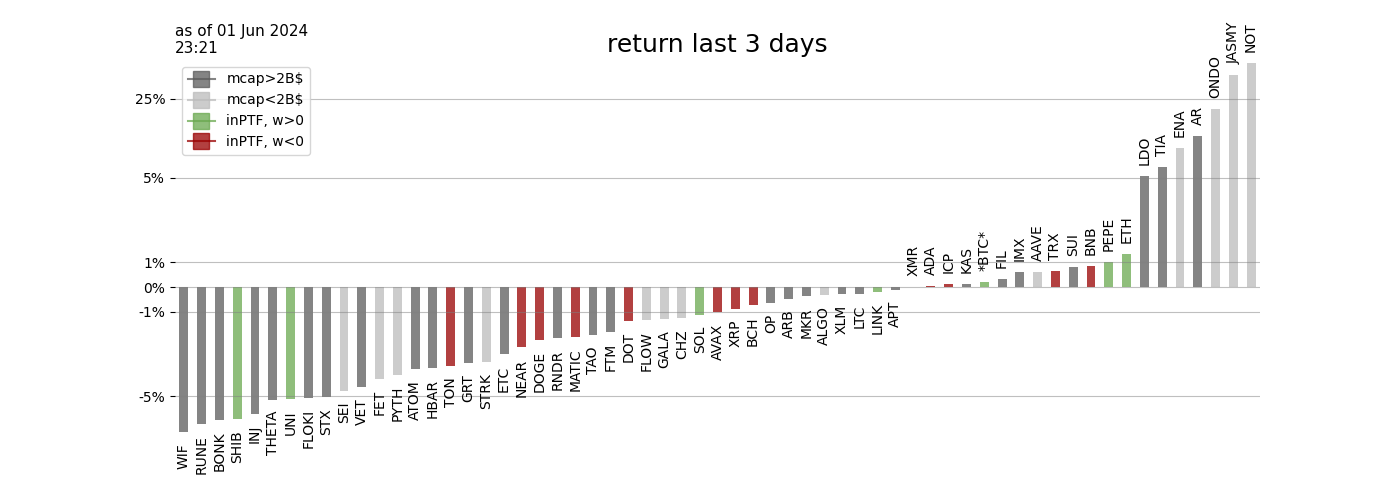 as of 01 Jun 2024
23:21
return last 3 days
mcap>2B$
mcap<2B$
inPTF, w>0
inPTF, w<0
25%
5%
1%
0%
-1%
-5%
WIF
RUNE
BONK
SHIB
INJ
THETA
UNI
FLOKI
STX
SEI
VET
FET
PYTH
ATOM
HBAR
TON
GRT
STRK
ETC
NEAR
DOGE
RNDR
MATIC
TAO
FTM
DOT
FLOW
GALA
CHZ
SOL
AVAX
XRP
BCH
OP
ARB
MKR
ALGO
XLM
LTC
LINK
APT
XMR
ADA
ICP
KAS
*BTC*
FIL
IMX
AAVE
TRX
SUI
BNB
PEPE
ETH
LDO
TIA
ENA
AR
ONDO
JASMY
NOT